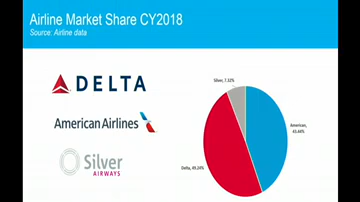 Airline Market Share CY2018
Source: Airline data
DELTA
American Airlines
Silver
AIRWAYS
Silver, 7.32%
American, 43.44%
Delta, 49.24%